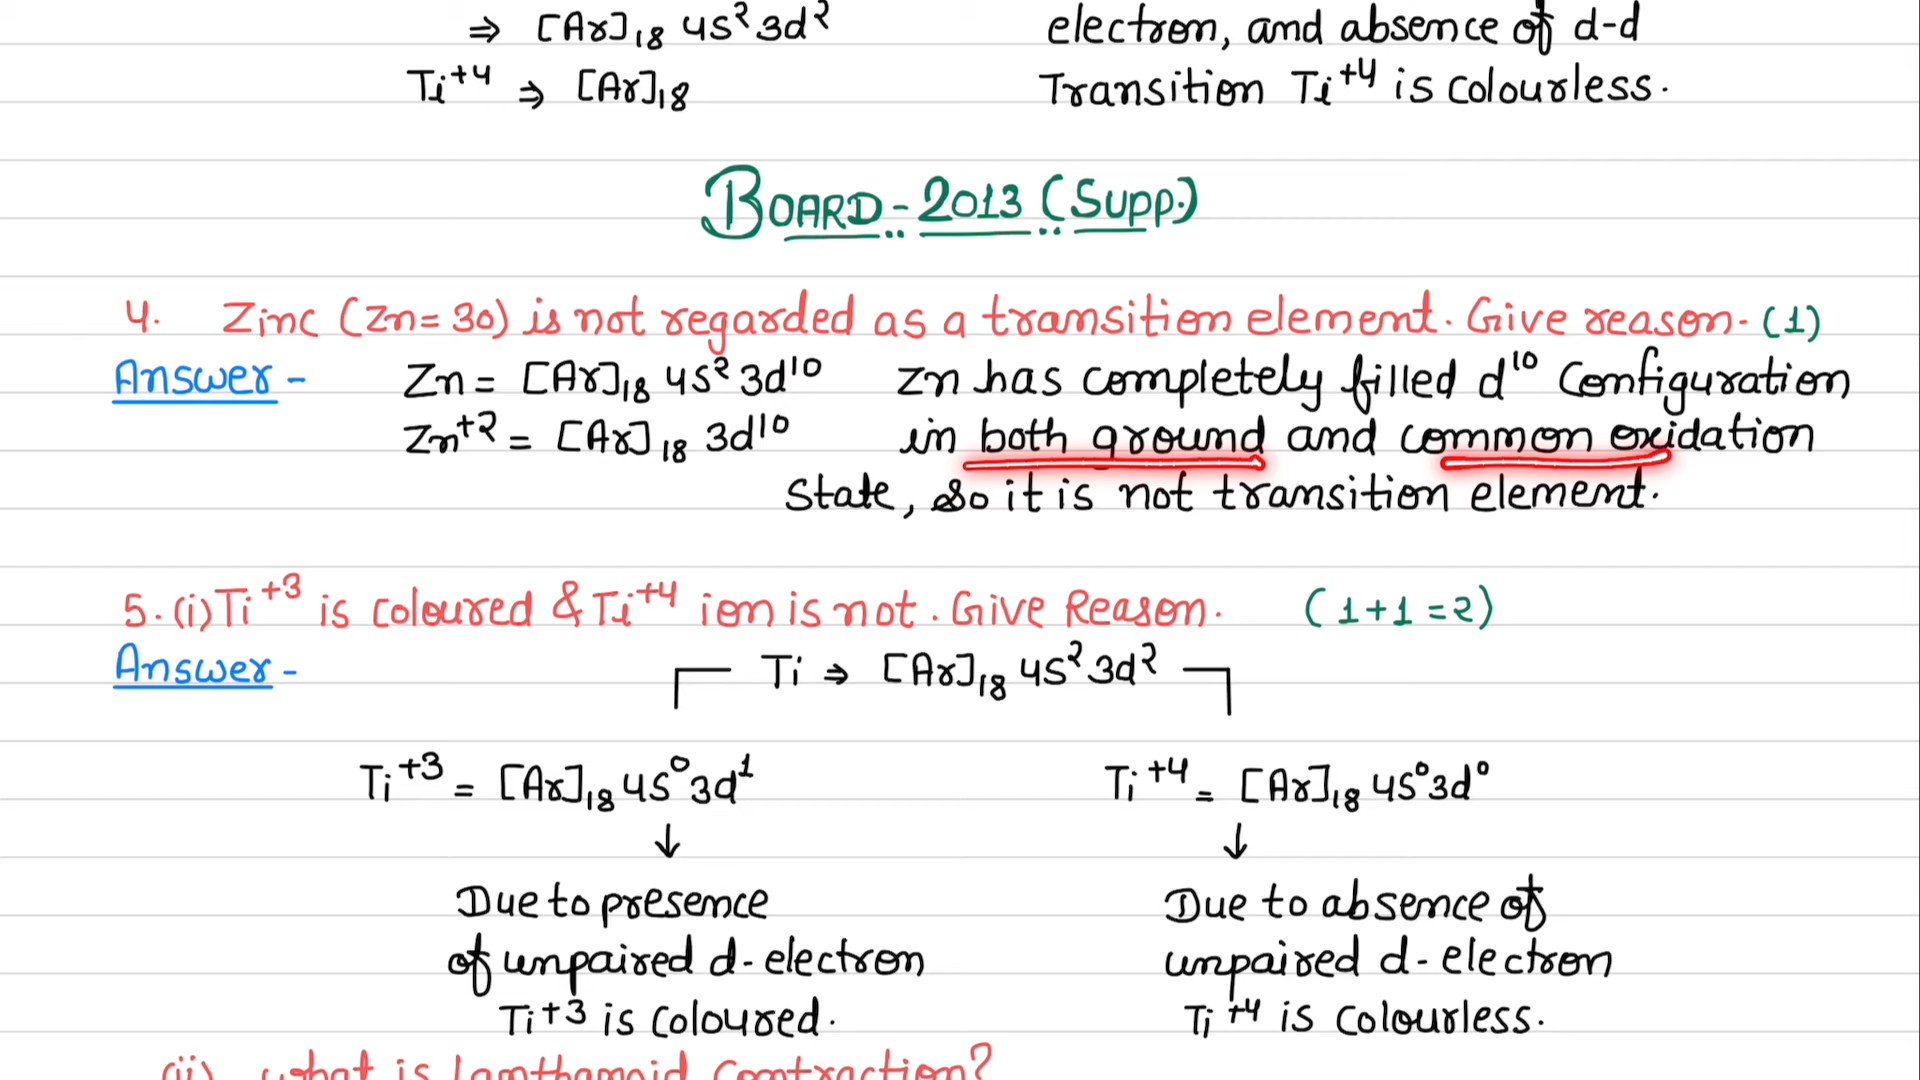 ⇒ [Ar]₁₈ 4s² 3d²
electron, and absence of d-d
Ti⁺⁴ ⇒ [Ar]₁₈
Transition Ti⁺⁴ is colourless.
BOARD-2013 (Supp.)
4. Zinc (Zn=30) is not regarded as a transition element. Give reason. (1)
Answer - Zn = [Ar]₁₈ 4s² 3d¹⁰ Zn has completely filled d¹⁰ Configuration
Zn⁺² = [Ar]₁₈ 3d¹⁰ in both ground and common oxidation
State, so it is not transition element.
5. (i) Ti⁺³ is coloured & Ti⁺⁴ ion is not. Give Reason. (1+1=2)
Answer - Ti ⇒ [Ar]₁₈ 4s² 3d²
Ti⁺³ = [Ar]₁₈ 4s⁰ 3d¹
Ti⁺⁴ = [Ar]₁₈ 4s⁰ 3d⁰
↓
↓
Due to presence
of unpaired d-electron
Ti⁺³ is coloured.
Due to absence of
unpaired d-electron
Ti⁺⁴ is colourless.
(ii) what is lanthanoid contraction?